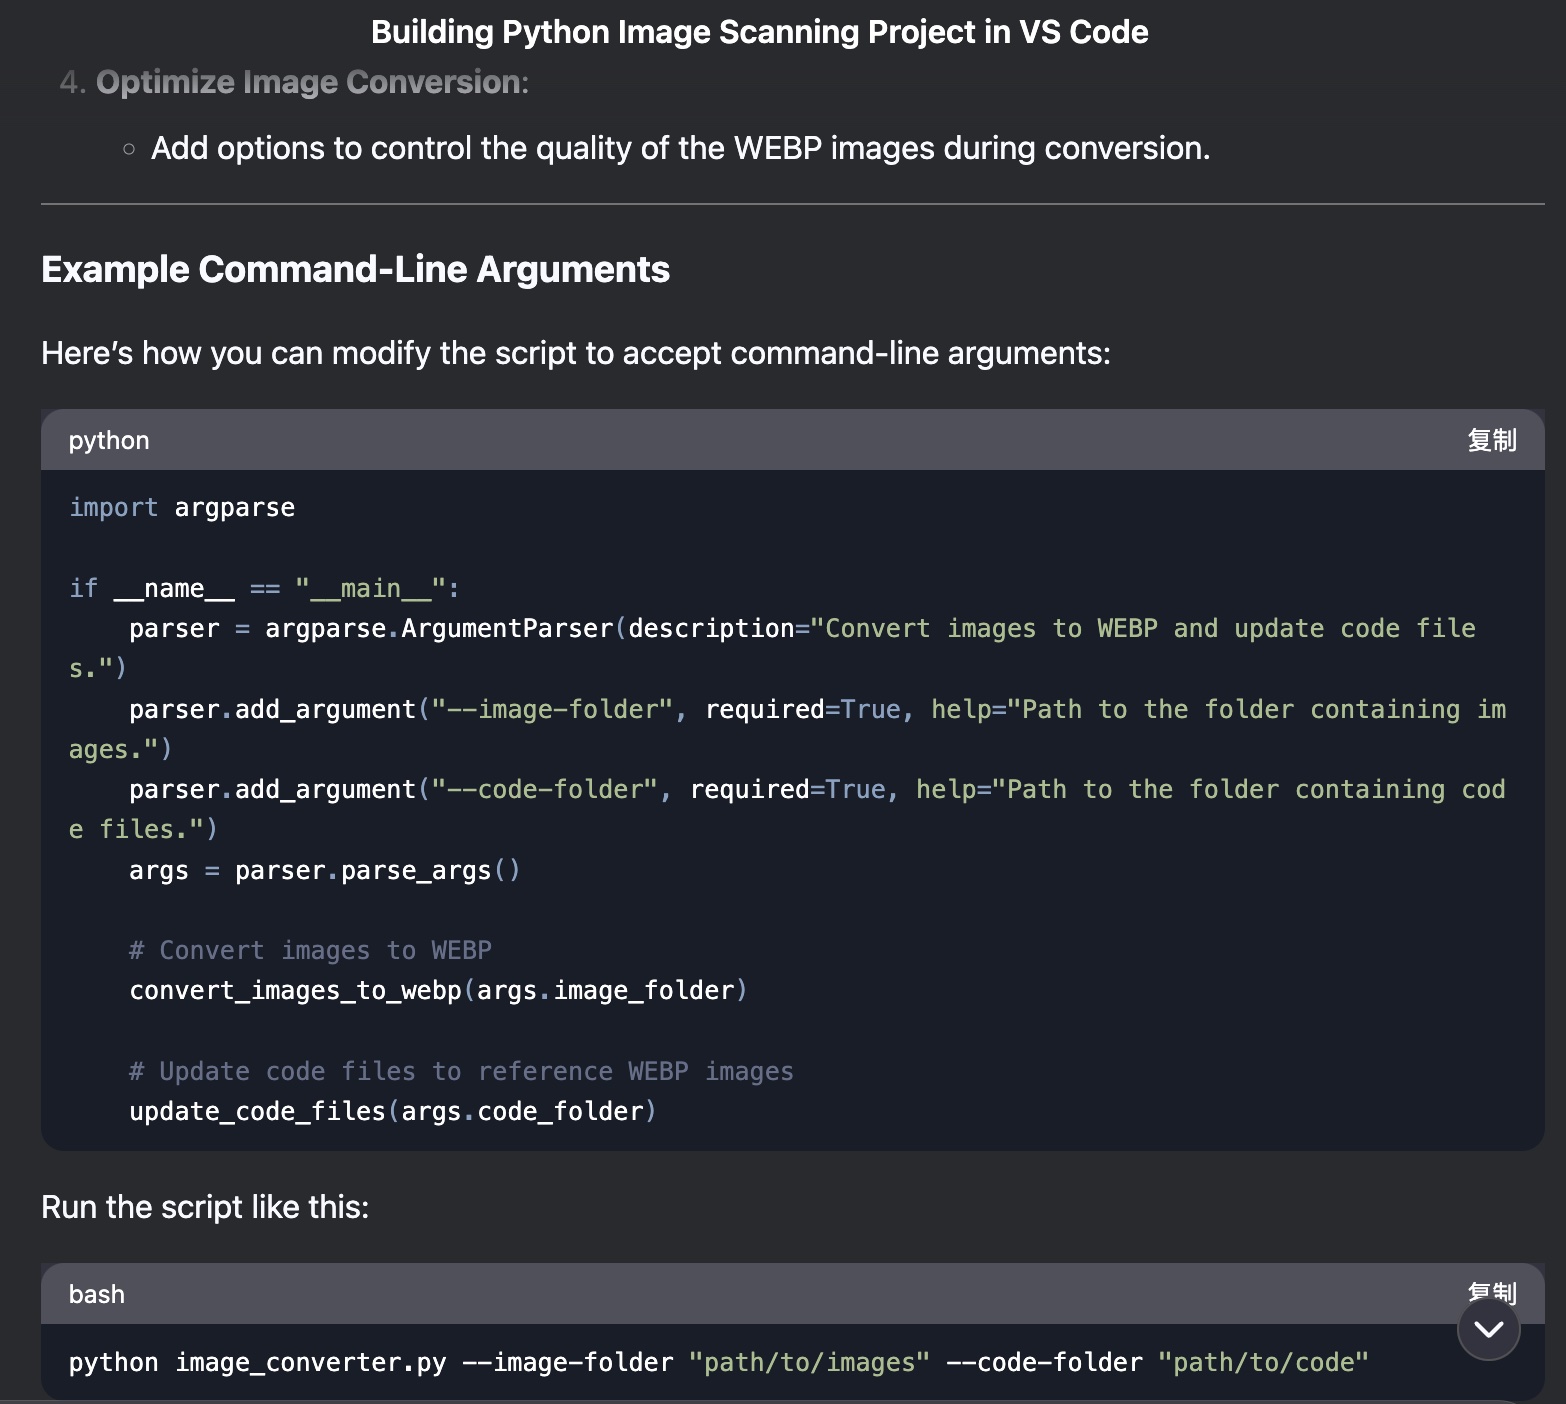 Building Python Image Scanning Project in VS Code
4. Optimize Image Conversion:
○ Add options to control the quality of the WEBP images during conversion.
Example Command-Line Arguments
Here’s how you can modify the script to accept command-line arguments:
python 复制
import argparse
if __name__ == "__main__":
    parser = argparse.ArgumentParser(description="Convert images to WEBP and update code file
s.")
    parser.add_argument("--image-folder", required=True, help="Path to the folder containing im
ages.")
    parser.add_argument("--code-folder", required=True, help="Path to the folder containing cod
e files.")
    args = parser.parse_args()
    # Convert images to WEBP
    convert_images_to_webp(args.image_folder)
    # Update code files to reference WEBP images
    update_code_files(args.code_folder)
Run the script like this:
bash 复制
python image_converter.py --image-folder "path/to/images" --code-folder "path/to/code"